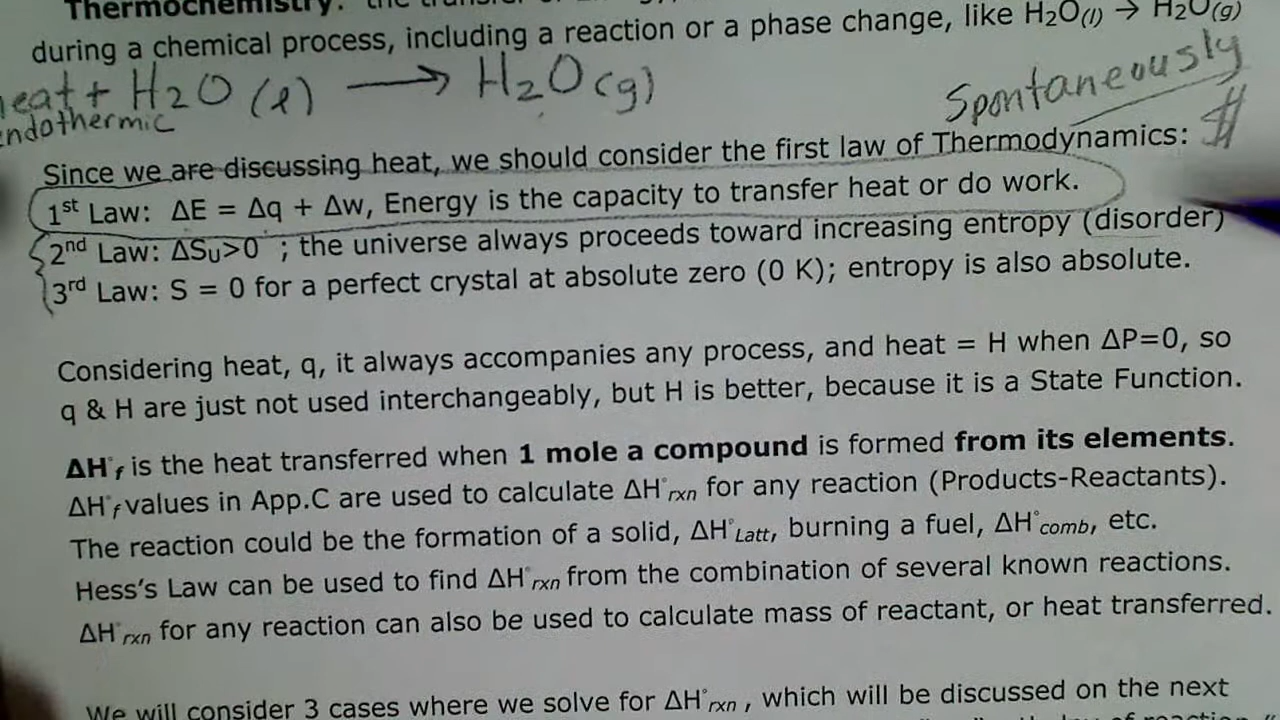 Thermochemistry: the
during a chemical process, including a reaction or a phase change, like H₂O(l) → H₂O(g)
heat + H₂O (l) → H₂O (g)
endothermic
Spontaneously
Since we are discussing heat, we should consider the first law of Thermodynamics:
1st Law: ΔE = Δq + Δw, Energy is the capacity to transfer heat or do work.
2nd Law: ΔSu>0 ; the universe always proceeds toward increasing entropy (disorder)
3rd Law: S = 0 for a perfect crystal at absolute zero (0 K); entropy is also absolute.
Considering heat, q, it always accompanies any process, and heat = H when ΔP=0, so
q & H are just not used interchangeably, but H is better, because it is a State Function.
ΔH°f is the heat transferred when 1 mole a compound is formed from its elements.
ΔH°f values in App.C are used to calculate ΔH°rxn for any reaction (Products-Reactants).
The reaction could be the formation of a solid, ΔH°Latt, burning a fuel, ΔH°comb, etc.
Hess's Law can be used to find ΔH°rxn from the combination of several known reactions.
ΔH°rxn for any reaction can also be used to calculate mass of reactant, or heat transferred.
We will consider 3 cases where we solve for ΔH°rxn, which will be discussed on the next